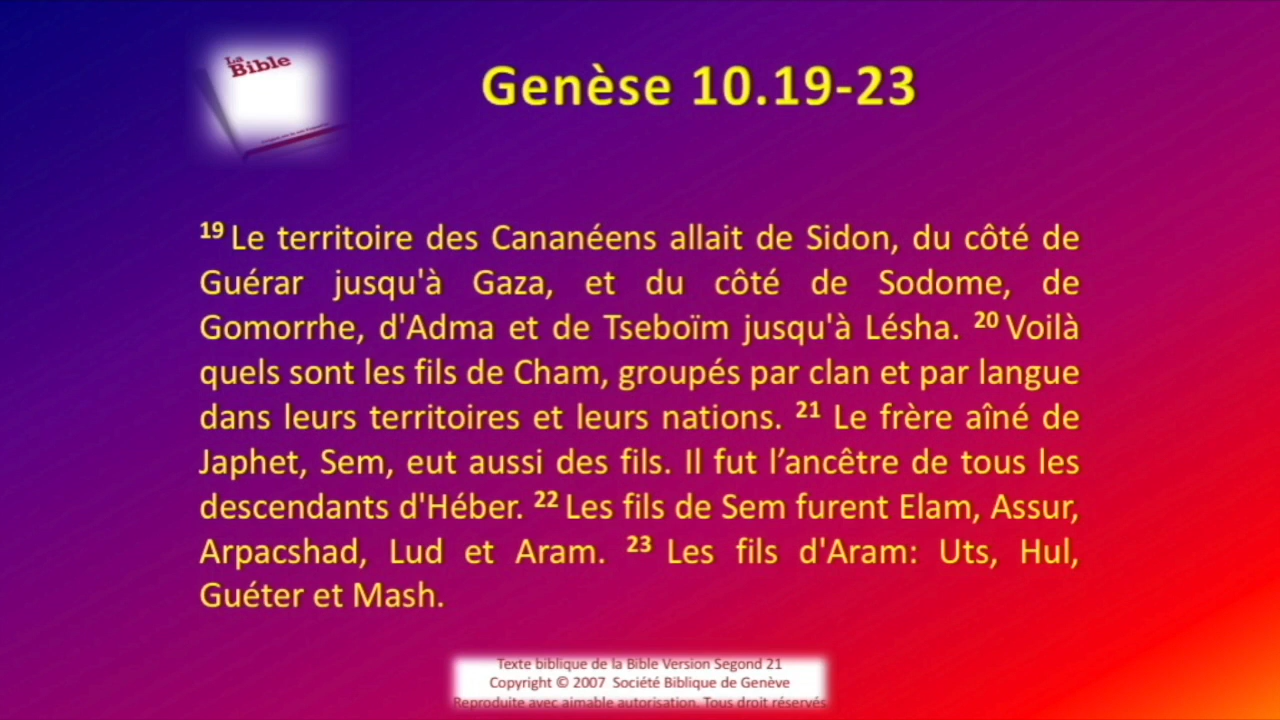 La
Bible
Genèse 10.19-23
19 Le territoire des Cananéens allait de Sidon, du côté de
Guérar jusqu'à Gaza, et du côté de Sodome, de
Gomorrhe, d'Adma et de Tseboïm jusqu'à Lésha. 20 Voilà
quels sont les fils de Cham, groupés par clan et par langue
dans leurs territoires et leurs nations. 21 Le frère aîné de
Japhet, Sem, eut aussi des fils. Il fut l’ancêtre de tous les
descendants d'Héber. 22 Les fils de Sem furent Elam, Assur,
Arpacshad, Lud et Aram. 23 Les fils d'Aram: Uts, Hul,
Guéter et Mash.
Texte biblique de la Bible Version Segond 21
Copyright © 2007 Société Biblique de Genève
Reproduite avec aimable autorisation. Tous droit réservés